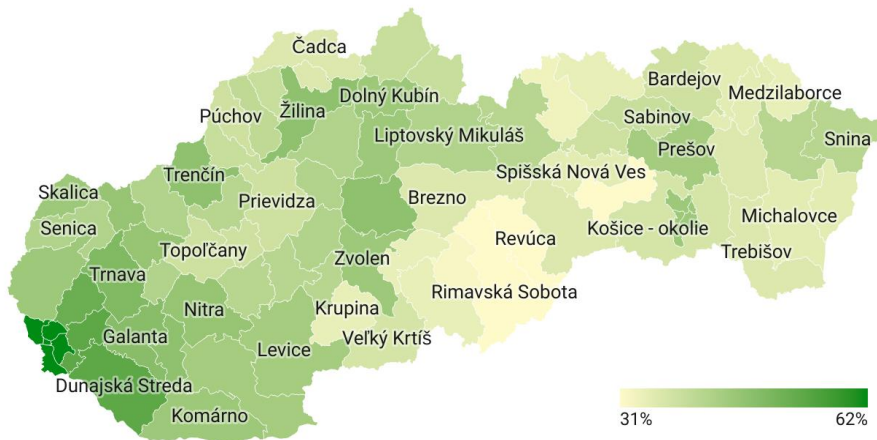 Čadca
Bardejov
Medzilaborce
Púchov
Žilina
Dolný Kubín
Sabinov
Liptovský Mikuláš
Prešov
Snina
Trenčín
Spišská Nová Ves
Skalica
Prievidza
Brezno
Senica
Topoľčany
Revúca
Košice - okolie
Michalovce
Trnava
Zvolen
Trebišov
Rimavská Sobota
Nitra
Krupina
Galanta
Levice
Veľký Krtíš
Dunajská Streda
Komárno
31%
62%